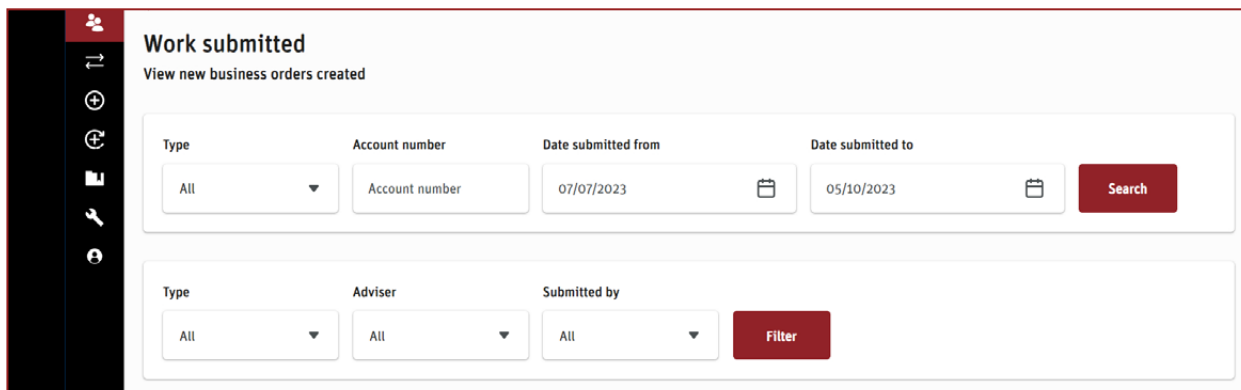 Work submitted
View new business orders created
Type Account number Date submitted from Date submitted to
All Account number 07/07/2023 05/10/2023 Search
Type Adviser Submitted by
All All All Filter